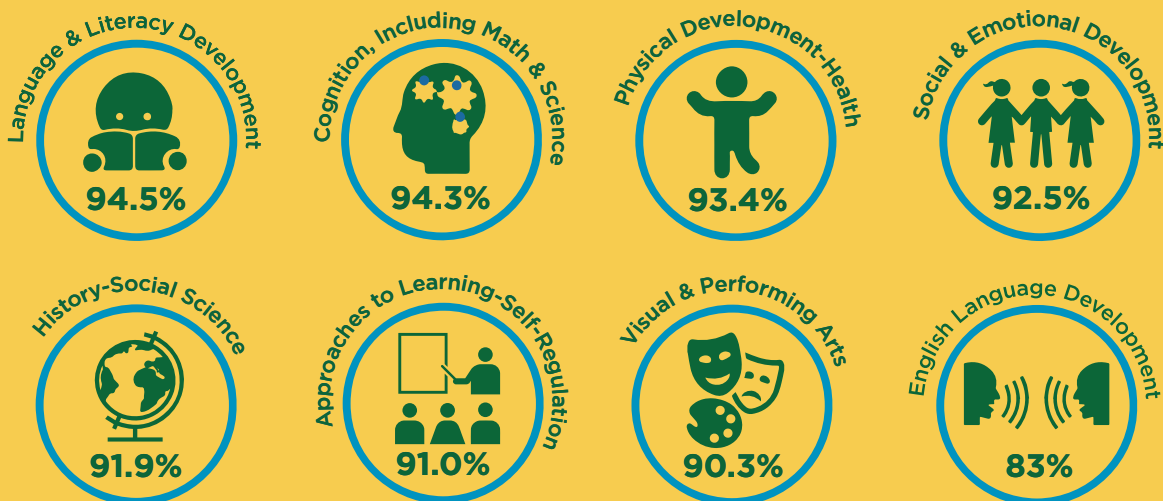 Language & Literacy Development
94.5%
Cognition, Including Math & Science
94.3%
Physical Development-Health
93.4%
Social & Emotional Development
92.5%
History-Social Science
91.9%
Approaches to Learning-Self-Regulation
91.0%
Visual & Performing Arts
90.3%
English Language Development
83%